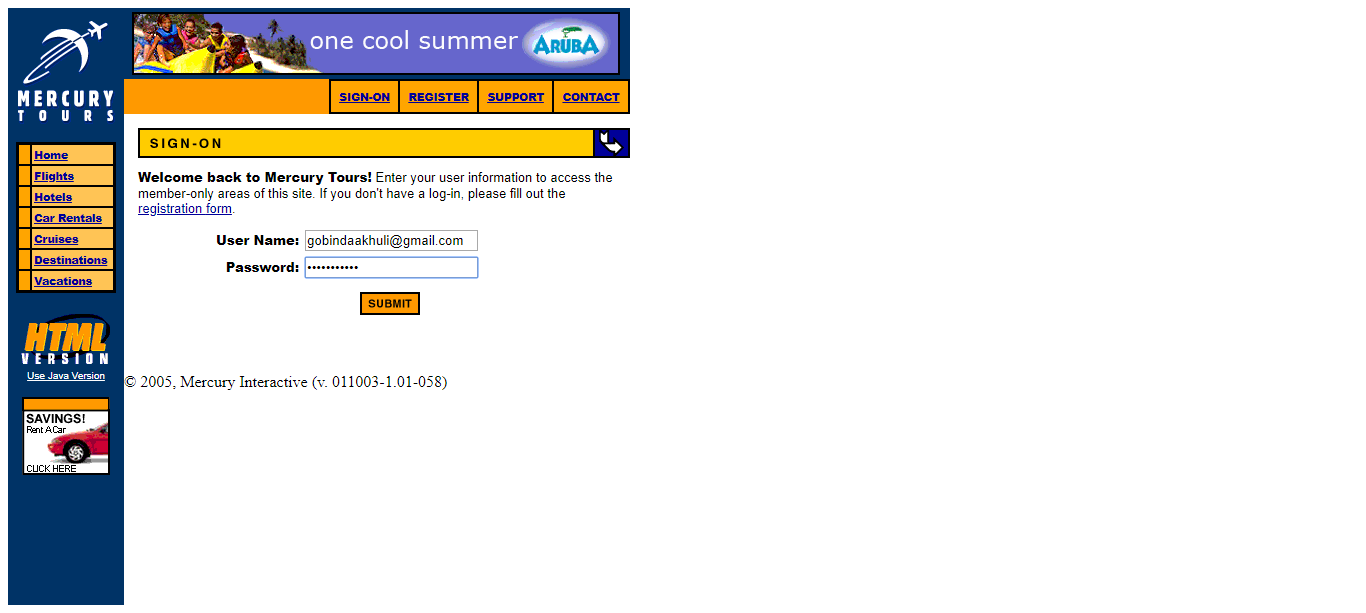 one cool summer ARUBA
MERCURY
TOURS
SIGN-ON REGISTER SUPPORT CONTACT
SIGN-ON
Home
Flights
Hotels
Car Rentals
Cruises
Destinations
Vacations
Welcome back to Mercury Tours! Enter your user information to access the
member-only areas of this site. If you don't have a log-in, please fill out the
registration form.
User Name: gobindaakhuli@gmail.com
Password: •••••••••••
SUBMIT
HTML
VERSION
Use Java Version
© 2005, Mercury Interactive (v. 011003-1.01-058)
SAVINGS!
Rent A Car
CLICK HERE